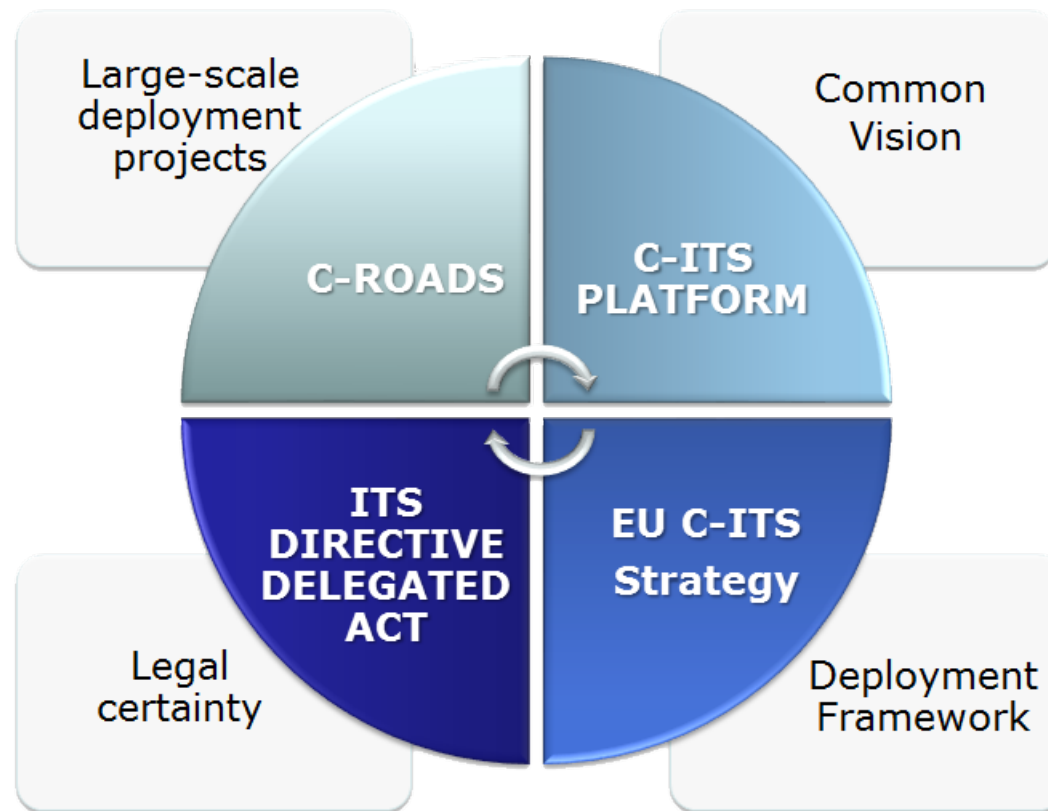 Large-scale
deployment
projects
Common
Vision
C-ROADS
C-ITS
PLATFORM
ITS
DIRECTIVE
DELEGATED
ACT
EU C-ITS
Strategy
Legal
certainty
Deployment
Framework